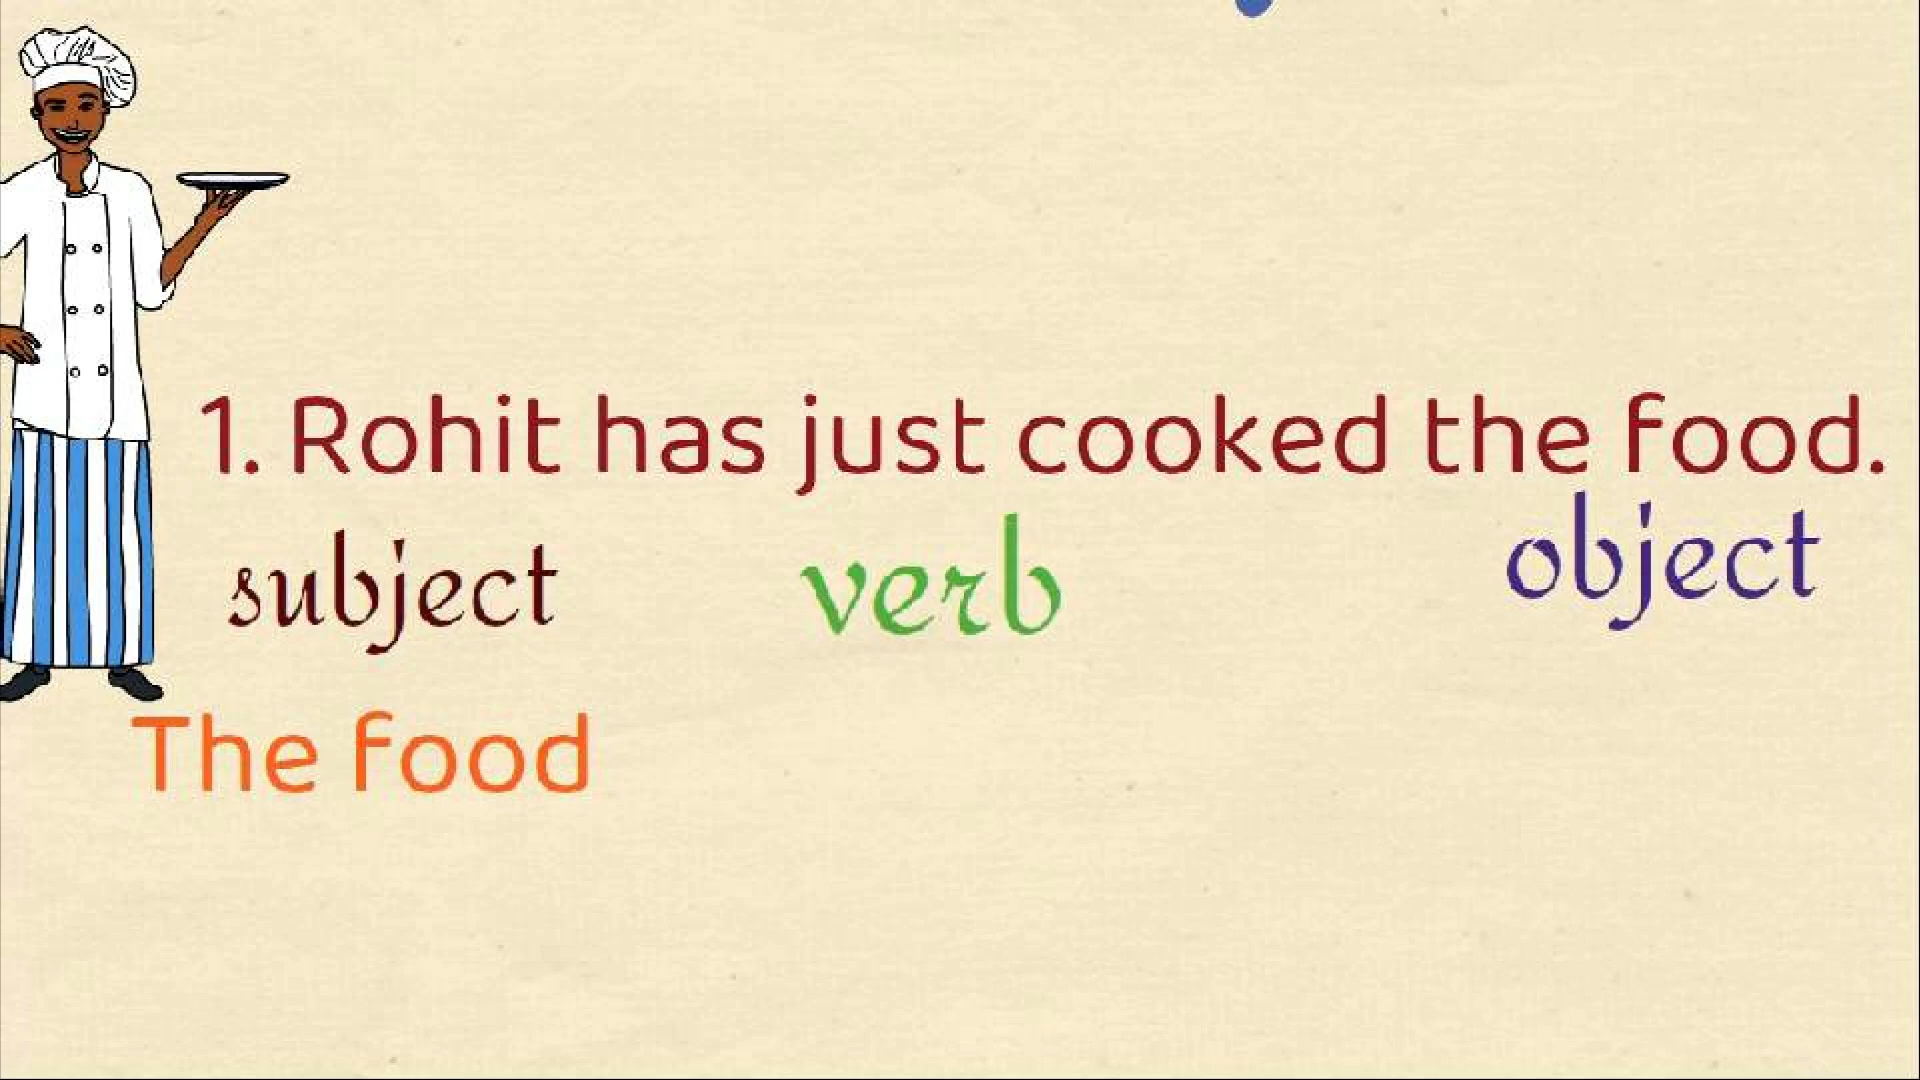 1. Rohit has just cooked the food.
subject verb object
The food